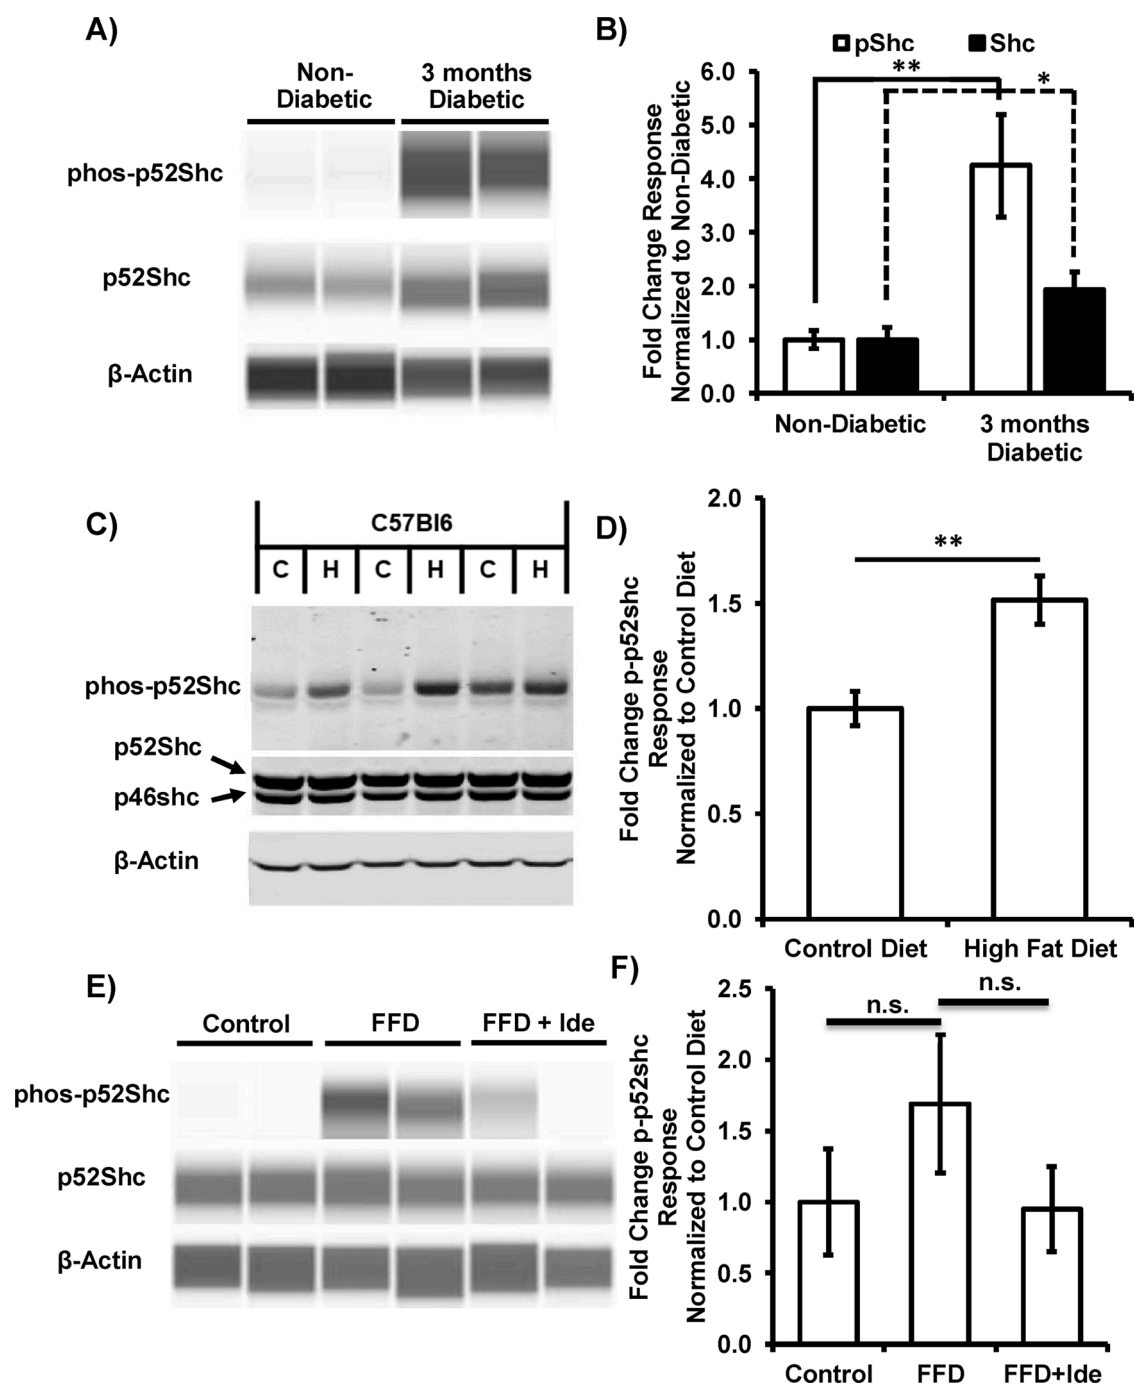 A)
Non-
Diabetic
3 months
Diabetic
phos-p52Shc
p52Shc
β-Actin
B)
pShc
Shc
**
*
Fold Change Response
Normalized to Non-Diabetic
6.0
5.0
4.0
3.0
2.0
1.0
0.0
Non-Diabetic
3 months
Diabetic
C)
C57Bl6
C H C H C H
phos-p52Shc
p52Shc
p46shc
β-Actin
D)
**
Fold Change p-p52shc
Response
Normalized to Control Diet
2.0
1.5
1.0
0.5
0.0
Control Diet
High Fat Diet
E)
Control
FFD
FFD + Ide
phos-p52Shc
p52Shc
β-Actin
F)
n.s.
n.s.
Fold Change p-p52shc
Response
Normalized to Control Diet
2.5
2.0
1.5
1.0
0.5
0.0
Control
FFD
FFD+Ide